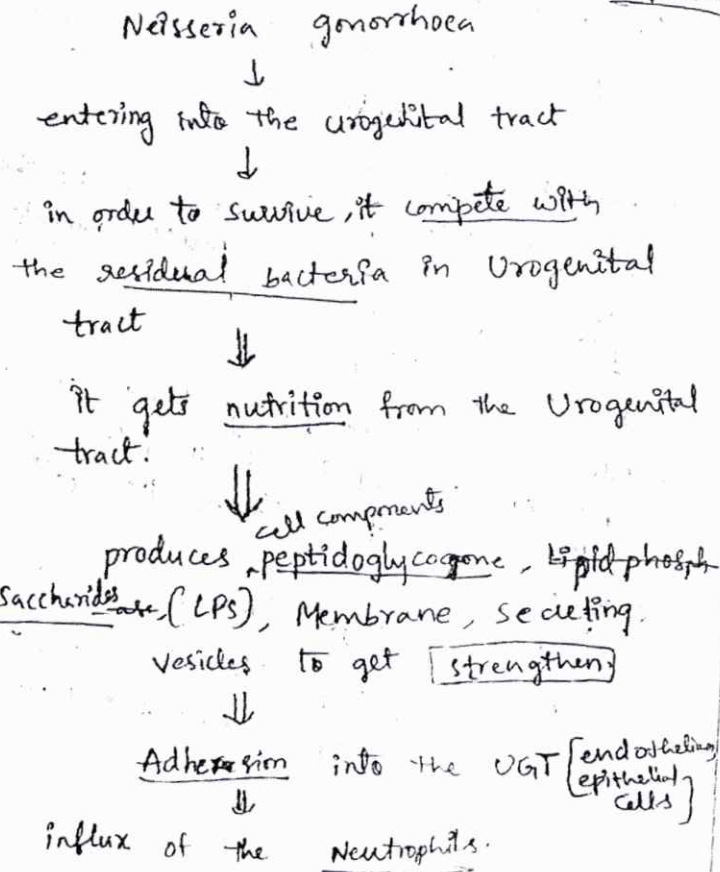 Neisseria gonorrhoea
↓
entering into the urogenital tract
↓
in order to survive, it compete with
the residual bacteria in Urogenital
tract
⇓
it gets nutrition from the Urogenital
tract.
⇓
cell components
produces peptidoglycogone, Lipid phosph
Saccharides (LPS), Membrane, secreting
vesicles to get strengthen
⇓
Adhersion into the UGT [endothelium
epithelial
cells]
⇓
influx of the Neutrophils.